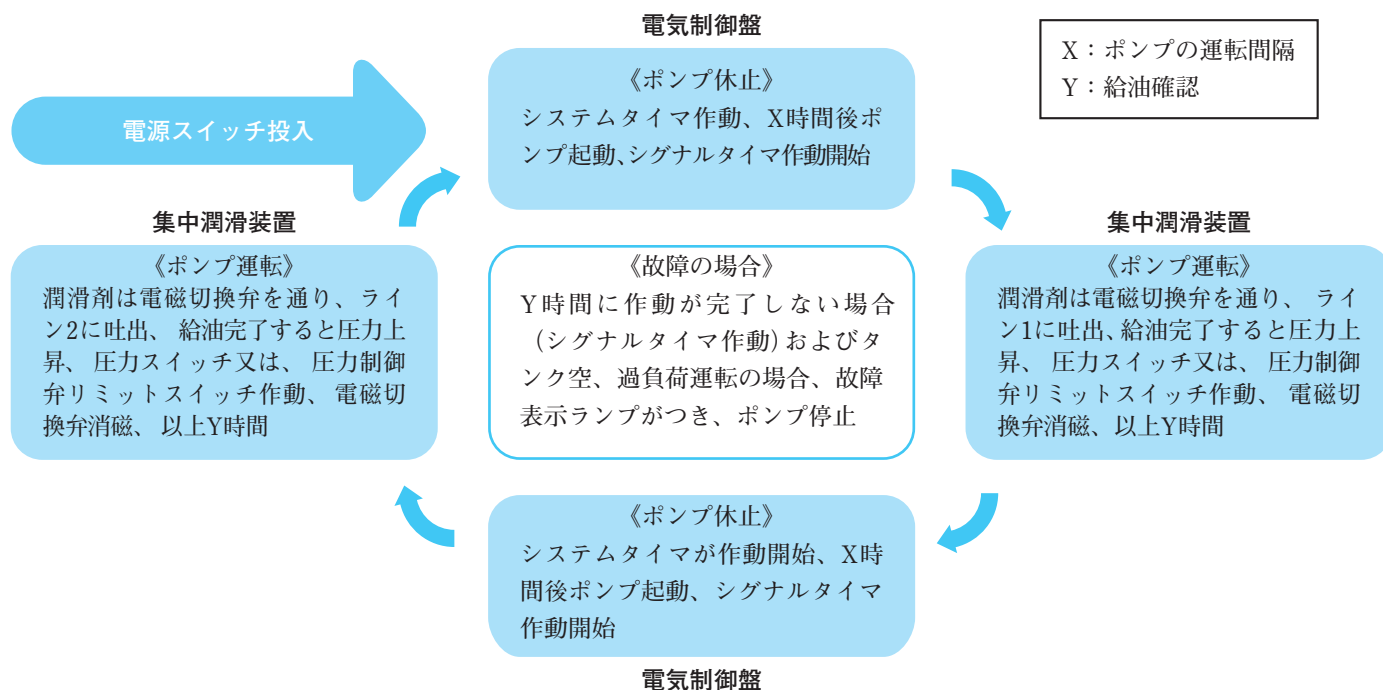 電気制御盤
《ポンプ休止》
システムタイマ作動、X時間後ポ
ンプ起動、シグナルタイマ作動開始
X：ポンプの運転間隔
Y：給油確認
電源スイッチ投入
集中潤滑装置
《ポンプ運転》
潤滑剤は電磁切換弁を通り、ライ
ン2に吐出、給油完了すると圧力上
昇、圧力スイッチ又は、圧力制御
弁リミットスイッチ作動、電磁切
換弁消磁、以上Y時間
《故障の場合》
Y時間に作動が完了しない場合
（シグナルタイマ作動）およびタ
ンク空、過負荷運転の場合、故障
表示ランプがつき、ポンプ停止
集中潤滑装置
《ポンプ運転》
潤滑剤は電磁切換弁を通り、ライ
ン1に吐出、給油完了すると圧力上
昇、圧力スイッチ又は、圧力制御
弁リミットスイッチ作動、電磁切
換弁消磁、以上Y時間
《ポンプ休止》
システムタイマが作動開始、X時
間後ポンプ起動、シグナルタイマ
作動開始
電気制御盤